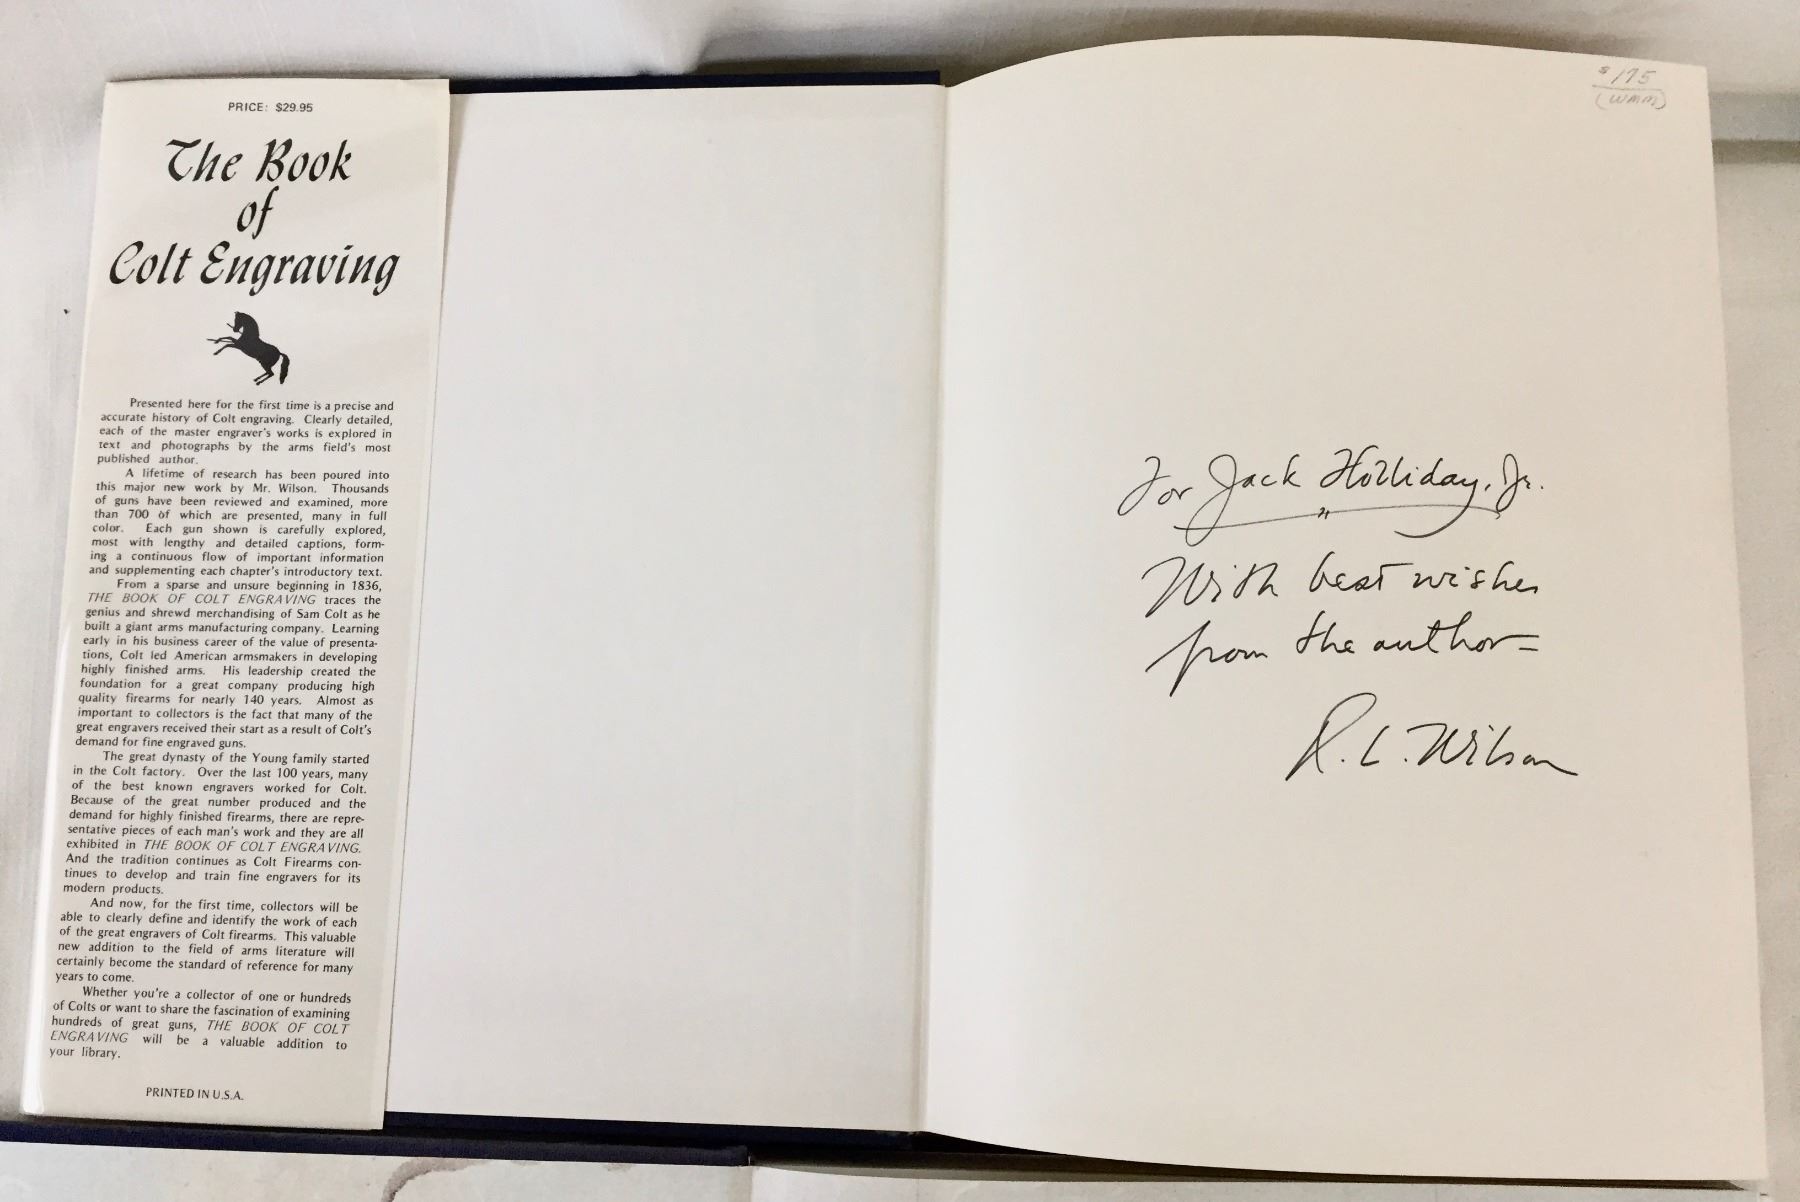 PRICE: $29.95
The Book
of
Colt Engraving
Presented here for the first time is a precise and
accurate history of Colt engraving. Clearly detailed,
each of the master engraver's works is explored in
text and photographs by the arms field's most
published author.
A lifetime of research has been poured into
this major new work by Mr. Wilson. Thousands
of guns have been reviewed and examined, more
than 700 of which are presented, many in full
color. Each gun shown is carefully explored,
most with lengthy and detailed captions, form-
ing a continuous flow of important information
and supplementing each chapter's introductory text.
From a sparse and unsure beginning in 1836,
THE BOOK OF COLT ENGRAVING traces the
genius and shrewd merchandising of Sam Colt as he
built a giant arms manufacturing company. Learning
early in his business career of the value of presenta-
tions, Colt led American armsmakers in developing
highly finished arms. His leadership created the
foundation for a great company producing high
quality firearms for nearly 140 years. Almost as
important to collectors is the fact that many of the
great engravers received their start as a result of Colt's
demand for fine engraved guns.
The great dynasty of the Young family started
in the Colt factory. Over the last 100 years, many
of the best known engravers worked for Colt.
Because of the great number produced and the
demand for highly finished firearms, there are repre-
sentative pieces of each man's work and they are all
exhibited in THE BOOK OF COLT ENGRAVING.
And the tradition continues as Colt Firearms con-
tinues to develop and train fine engravers for its
modern products.
And now, for the first time, collectors will be
able to clearly define and identify the work of each
of the great engravers of Colt firearms. This valuable
new addition to the field of arms literature will
certainly become the standard of reference for many
years to come.
Whether you're a collector of one or hundreds
of Colts or want to share the fascination of examining
hundreds of great guns, THE BOOK OF COLT
ENGRAVING will be a valuable addition to
your library.
PRINTED IN U.S.A.
$175
(WMM)
For Jack Holliday, Jr.
With best wishes
from the author=
R. L. Wilson